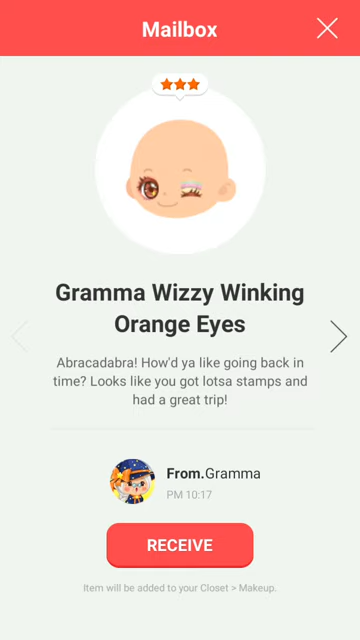 Mailbox
Gramma Wizzy Winking
Orange Eyes
Abracadabra! How'd ya like going back in
time? Looks like you got lotsa stamps and
had a great trip!
From.Gramma
PM 10:17
RECEIVE
Item will be added to your Closet > Makeup.